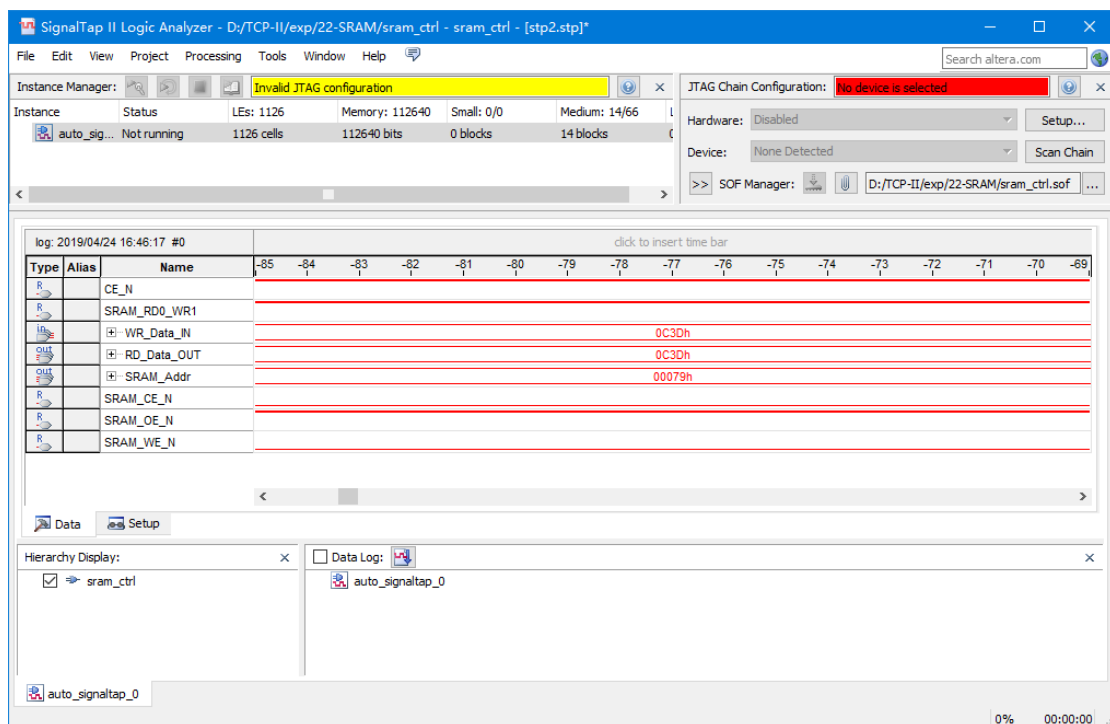 SignalTap II Logic Analyzer - D:/TCP-II/exp/22-SRAM/sram_ctrl - sram_ctrl - [stp2.stp]*
File Edit View Project Processing Tools Window Help
Search altera.com
Instance Manager: Invalid JTAG configuration
Instance Status LEs: 1126 Memory: 112640 Small: 0/0 Medium: 14/66
auto_sig... Not running 1126 cells 112640 bits 0 blocks 14 blocks
JTAG Chain Configuration: No device is selected
Hardware: Disabled Setup...
Device: None Detected Scan Chain
>> SOF Manager: D:/TCP-II/exp/22-SRAM/sram_ctrl.sof ...
log: 2019/04/24 16:46:17 #0 click to insert time bar
Type Alias Name -85 -84 -83 -82 -81 -80 -79 -78 -77 -76 -75 -74 -73 -72 -71 -70 -69
R CE_N
R SRAM_RD0_WR1
in WR_Data_IN 0C3Dh
out RD_Data_OUT 0C3Dh
out SRAM_Addr 00079h
R SRAM_CE_N
R SRAM_OE_N
R SRAM_WE_N
Data Setup
Hierarchy Display:
sram_ctrl
Data Log:
auto_signaltap_0
auto_signaltap_0
0% 00:00:00